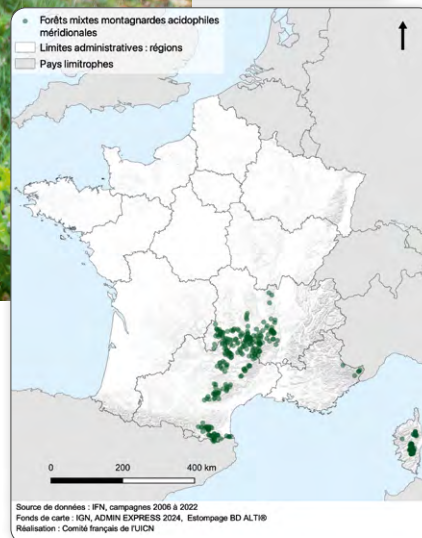 Forêts mixtes montagnardes acidophiles
méridionales
Limites administratives : régions
Pays limitrophes
0 200 400 km
Source de données : IFN, campagnes 2006 à 2022
Fonds de carte : IGN, ADMIN EXPRESS 2024, Estompage BD ALTI®
Réalisation : Comité français de l'UICN